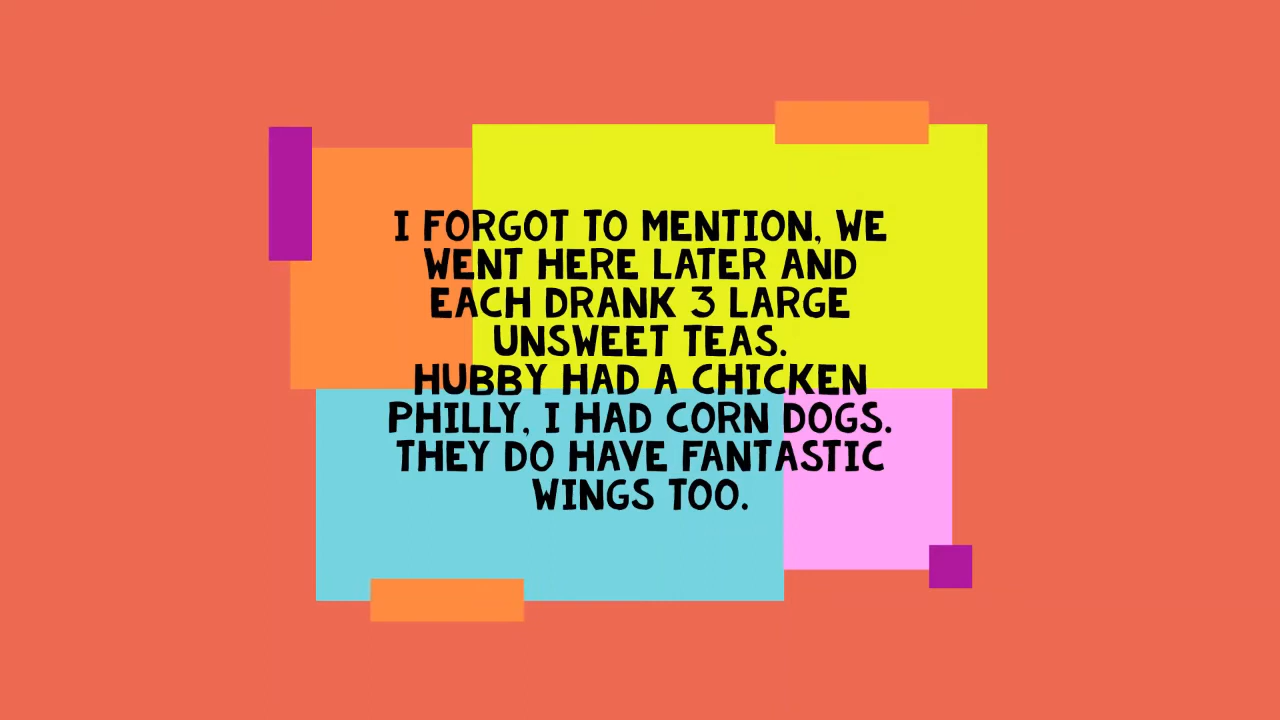 I FORGOT TO MENTION, WE
WENT HERE LATER AND
EACH DRANK 3 LARGE
UNSWEET TEAS.
HUBBY HAD A CHICKEN
PHILLY, I HAD CORN DOGS.
THEY DO HAVE FANTASTIC
WINGS TOO.